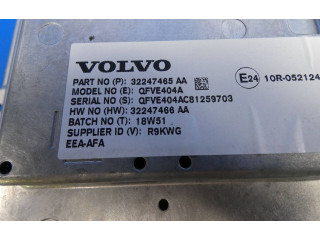 VOLVO
PART NO (P): 32247465 AA
MODEL NO (E): QFVE404A
SERIAL NO (S): QFVE404AC81259703
HW NO (HW): 32247466 AA
BATCH NO (T): 18W51
SUPPLIER ID (V): R9KWG
EEA-AFA
E24 10R-052124